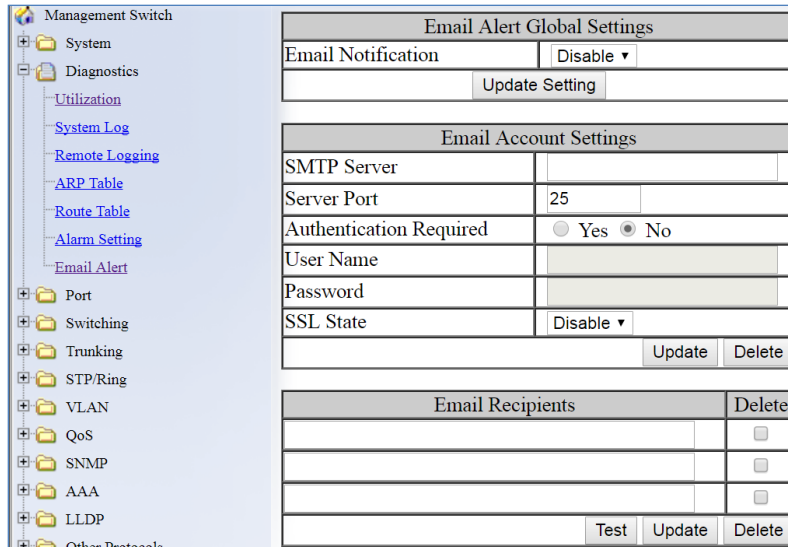 Management Switch
System
Diagnostics
Utilization
System Log
Remote Logging
ARP Table
Route Table
Alarm Setting
Email Alert
Port
Switching
Trunking
STP/Ring
VLAN
QoS
SNMP
AAA
LLDP
Other Protocols
Email Alert Global Settings
Email Notification Disable
Update Setting
Email Account Settings
SMTP Server
Server Port 25
Authentication Required Yes No
User Name
Password
SSL State Disable
Update Delete
Email Recipients Delete
Test Update Delete